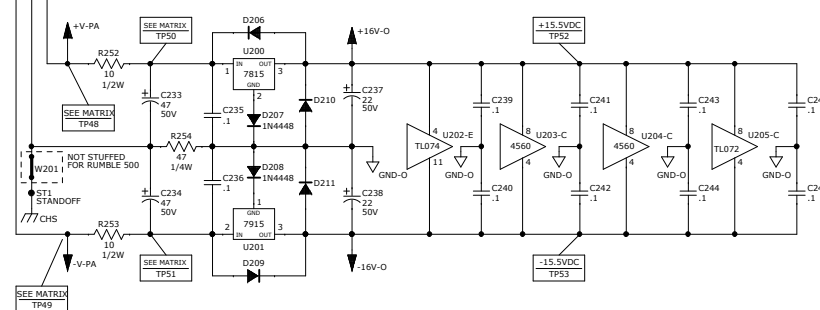 +V-PA
SEE MATRIX
TP50
D206
+16V-O
+15.5VDC
TP52
R252
10
1/2W
U200
IN
OUT
1
3
7815
GND
2
SEE MATRIX
TP48
+
C233
47
50V
C235
.1
D207
1N4448
D210
+
C237
22
50V
C239
.1
C241
.1
C243
.1
R254
47
1/4W
4
U202-E
TL074
11
8
U203-C
4560
4
8
U204-C
4560
4
8
U205-C
TL072
4
W201
NOT STUFFED
FOR RUMBLE 500
ST1
STANDOFF
CHS
GND-O
GND-O
GND-O
GND-O
GND-O
+
C234
47
50V
C236
.1
D208
1N4448
D211
+
C238
22
50V
C240
.1
C242
.1
C244
.1
1
GND
7915
2
3
IN
OUT
U201
R253
10
1/2W
-V-PA
SEE MATRIX
TP51
D209
-16V-O
-15.5VDC
TP53
SEE MATRIX
TP49